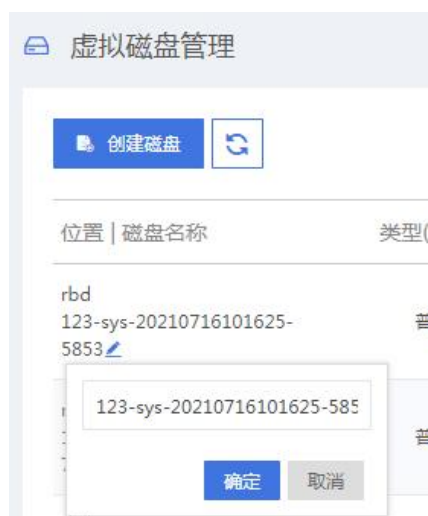 虚拟磁盘管理
创建磁盘
位置 | 磁盘名称
类型(
rbd
123-sys-20210716101625-
5853
普
123-sys-20210716101625-585
普
确定
取消